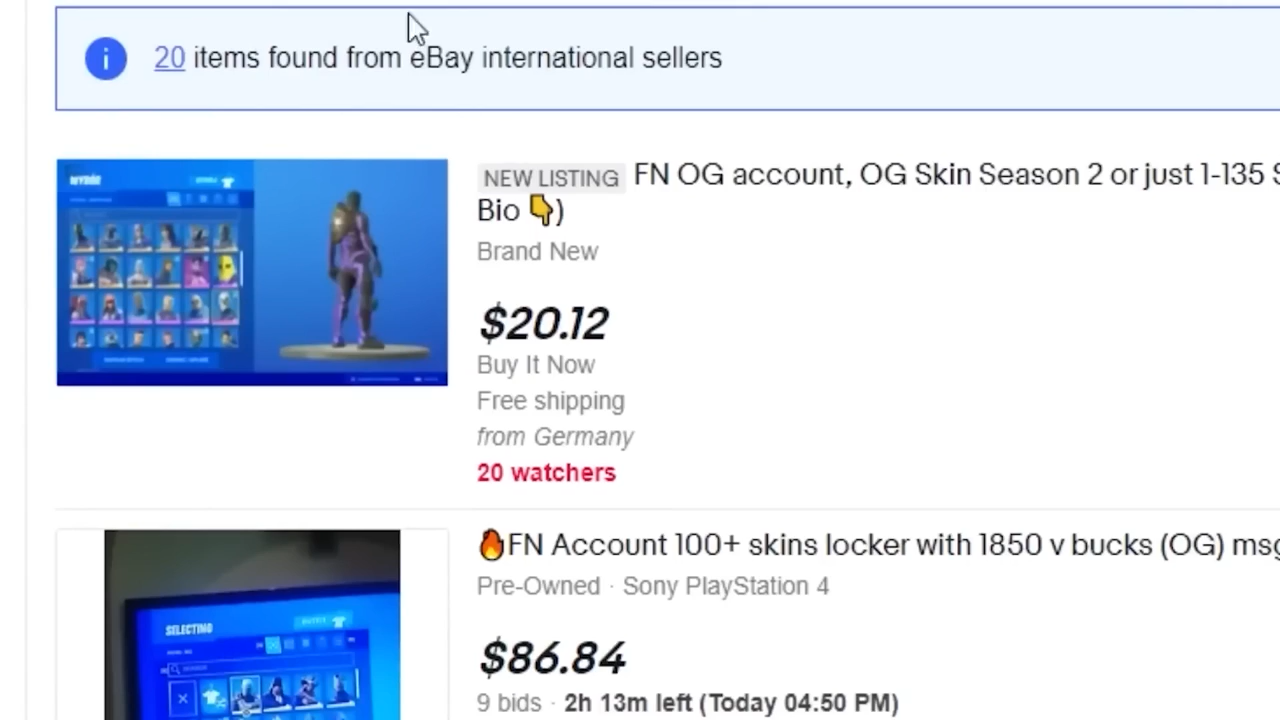 20 items found from eBay international sellers
NEW LISTING FN OG account, OG Skin Season 2 or just 1-135 S
Bio 👇)
Brand New
$20.12
Buy It Now
Free shipping
from Germany
20 watchers
🔥FN Account 100+ skins locker with 1850 v bucks (OG) msg
Pre-Owned · Sony PlayStation 4
$86.84
9 bids · 2h 13m left (Today 04:50 PM)
SELECTING